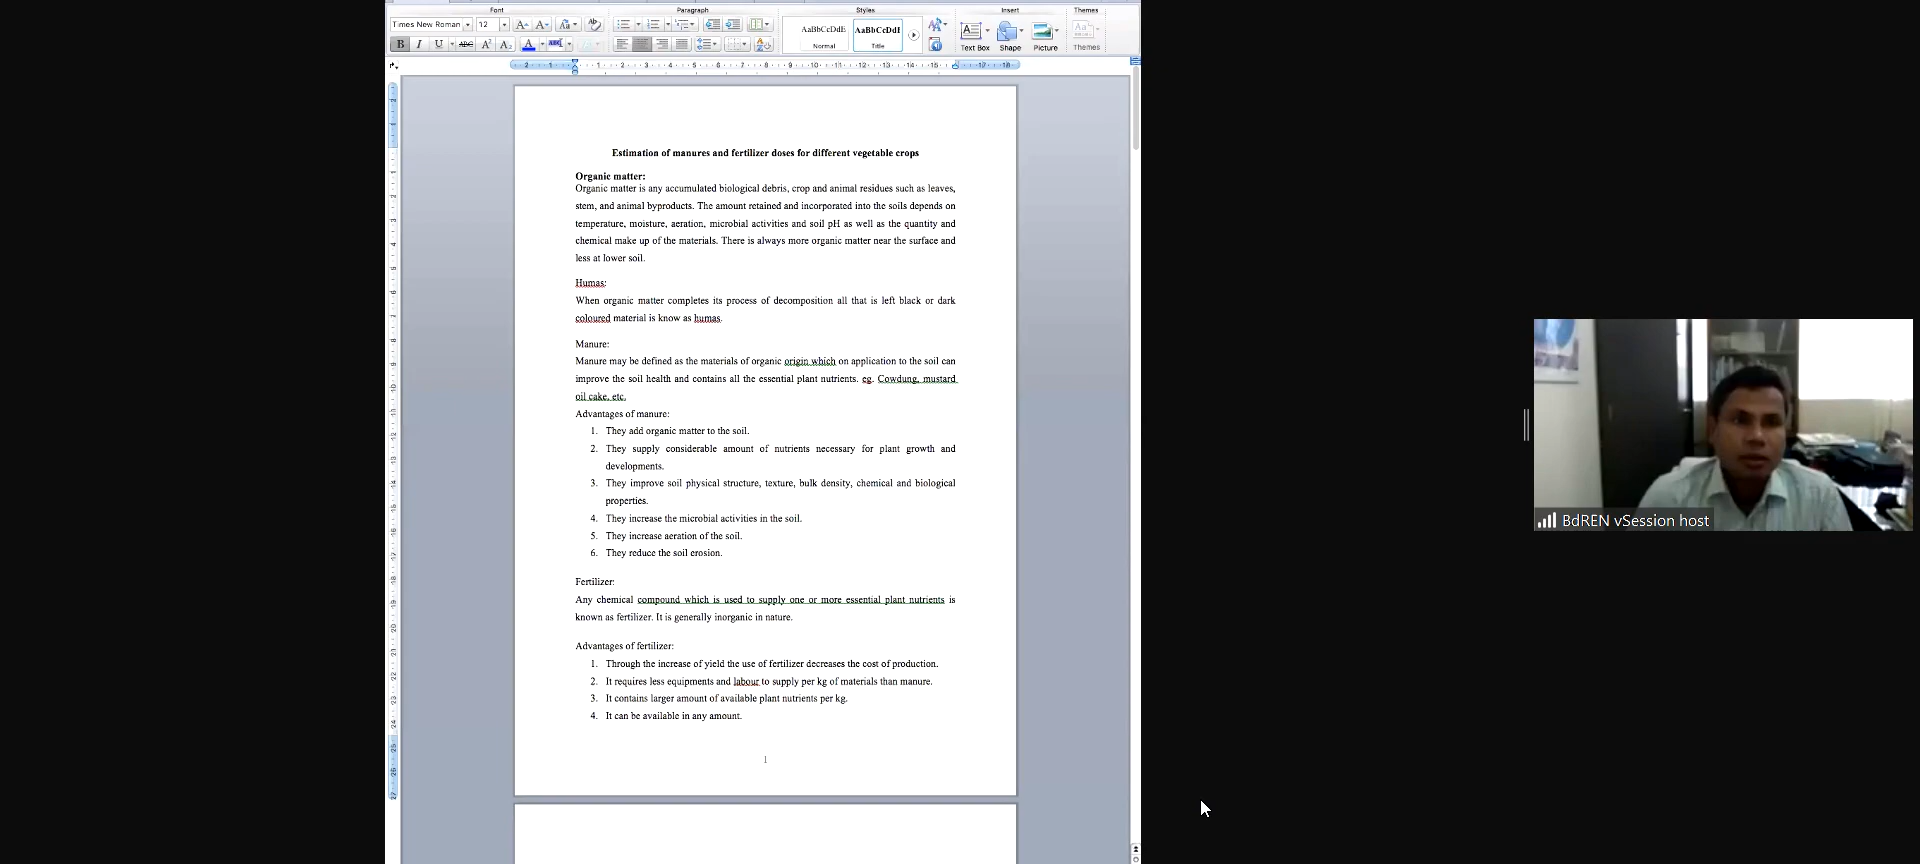 Font Paragraph Styles Insert Themes
Times New Roman 12 AaBbCcDdE AaBbCcDdI
B I U ABC Normal Title Text Box Shape Picture Themes
Estimation of manures and fertilizer doses for different vegetable crops
Organic matter:
Organic matter is any accumulated biological debris, crop and animal residues such as leaves,
stem, and animal byproducts. The amount retained and incorporated into the soils depends on
temperature, moisture, aeration, microbial activities and soil pH as well as the quantity and
chemical make up of the materials. There is always more organic matter near the surface and
less at lower soil.
Humas:
When organic matter completes its process of decomposition all that is left black or dark
coloured material is know as humas.
Manure:
Manure may be defined as the materials of organic origin which on application to the soil can
improve the soil health and contains all the essential plant nutrients. eg. Cowdung, mustard
oil cake, etc.
Advantages of manure:
1. They add organic matter to the soil.
2. They supply considerable amount of nutrients necessary for plant growth and
developments.
3. They improve soil physical structure, texture, bulk density, chemical and biological
properties.
4. They increase the microbial activities in the soil.
5. They increase aeration of the soil.
6. They reduce the soil erosion.
Fertilizer:
Any chemical compound which is used to supply one or more essential plant nutrients is
known as fertilizer. It is generally inorganic in nature.
Advantages of fertilizer:
1. Through the increase of yield the use of fertilizer decreases the cost of production.
2. It requires less equipments and labour to supply per kg of materials than manure.
3. It contains larger amount of available plant nutrients per kg.
4. It can be available in any amount.
1
BdREN vSession host